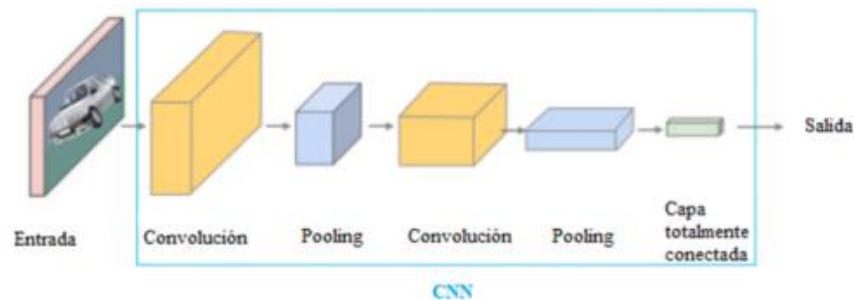 Entrada
Convolución
Pooling
Convolución
Pooling
Capa
totalmente
conectada
Salida
CNN